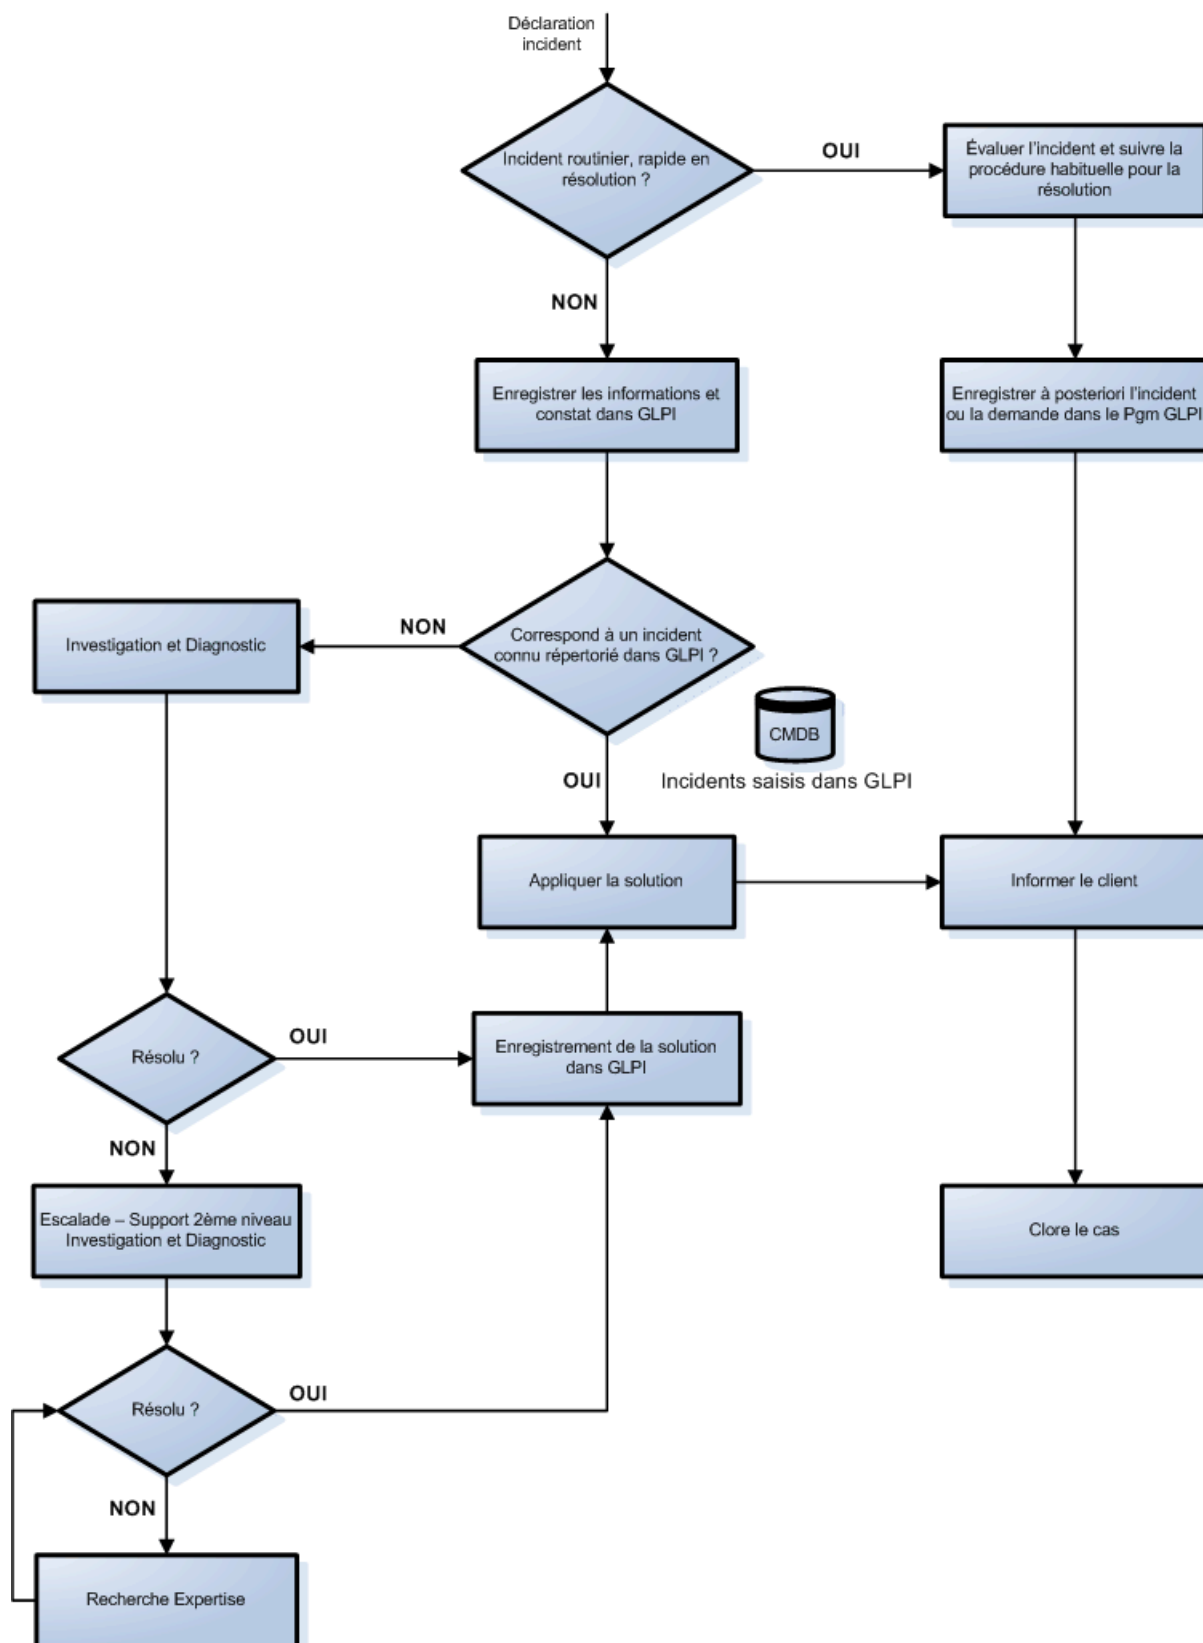 Déclaration
incident
Incident routinier, rapide en
résolution ?
OUI
Évaluer l'incident et suivre la
procédure habituelle pour la
résolution
NON
Enregistrer les informations et
constat dans GLPI
Enregistrer à posteriori l'incident
ou la demande dans le Pgm GLPI
Investigation et Diagnostic
NON
Correspond à un incident
connu répertorié dans GLPI ?
CMDB
Incidents saisis dans GLPI
OUI
Appliquer la solution
Informer le client
Résolu ?
OUI
Enregistrement de la solution
dans GLPI
NON
Escalade – Support 2ème niveau
Investigation et Diagnostic
Clore le cas
Résolu ?
OUI
NON
Recherche Expertise